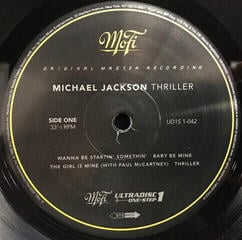 MoFi
ORIGINAL MASTER RECORDING
MICHAEL JACKSON THRILLER
SIDE ONE
33⅓ RPM
UD1S 1-042
WANNA BE STARTIN' SOMETHIN' BABY BE MINE
THE GIRL IS MINE (WITH PAUL McCARTNEY) THRILLER
MoFi ULTRADISC ONE-STEP 1
STEREO